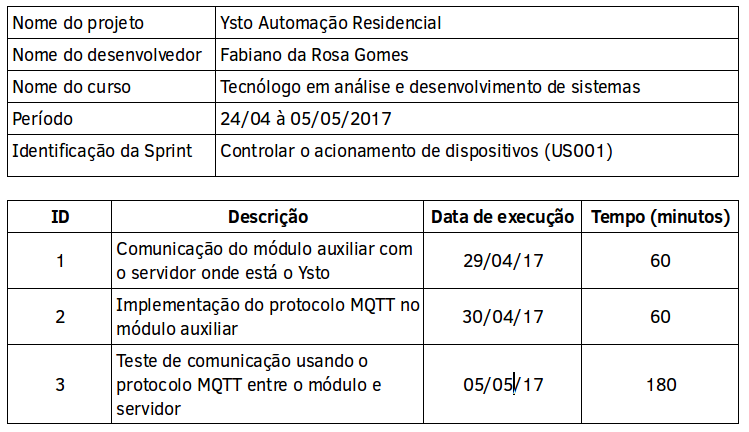 Nome do projeto Ysto Automação Residencial
Nome do desenvolvedor Fabiano da Rosa Gomes
Nome do curso Tecnólogo em análise e desenvolvimento de sistemas
Período 24/04 à 05/05/2017
Identificação da Sprint Controlar o acionamento de dispositivos (US001)
ID Descrição Data de execução Tempo (minutos)
1 Comunicação do módulo auxiliar com
o servidor onde está o Ysto 29/04/17 60
2 Implementação do protocolo MQTT no
módulo auxiliar 30/04/17 60
3 Teste de comunicação usando o
protocolo MQTT entre o módulo e
servidor 05/05/17 180